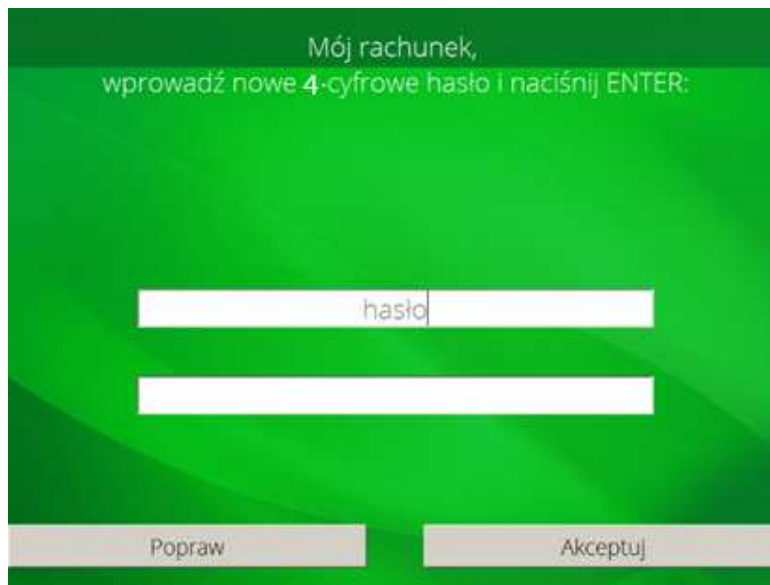 Mój rachunek,
wprowadź nowe 4-cyfrowe hasło i naciśnij ENTER:
hasło
Popraw
Akceptuj